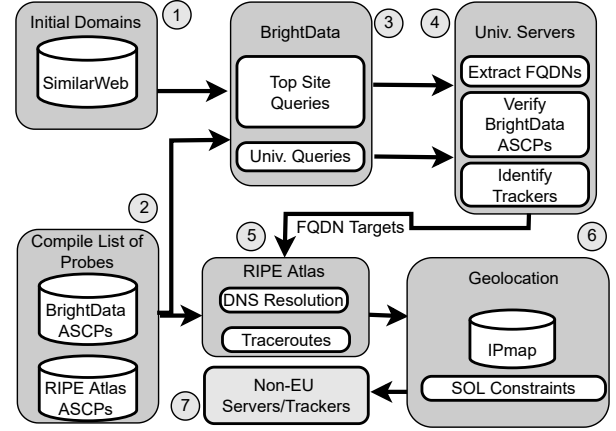 Initial Domains
1
SimilarWeb
BrightData
3
Top Site
Queries
Univ. Queries
4
Univ. Servers
Extract FQDNs
Verify
BrightData
ASCPs
Identify
Trackers
2
Compile List of
Probes
BrightData
ASCPs
RIPE Atlas
ASCPs
FQDN Targets
5
RIPE Atlas
DNS Resolution
Traceroutes
6
Geolocation
IPmap
SOL Constraints
7
Non-EU
Servers/Trackers